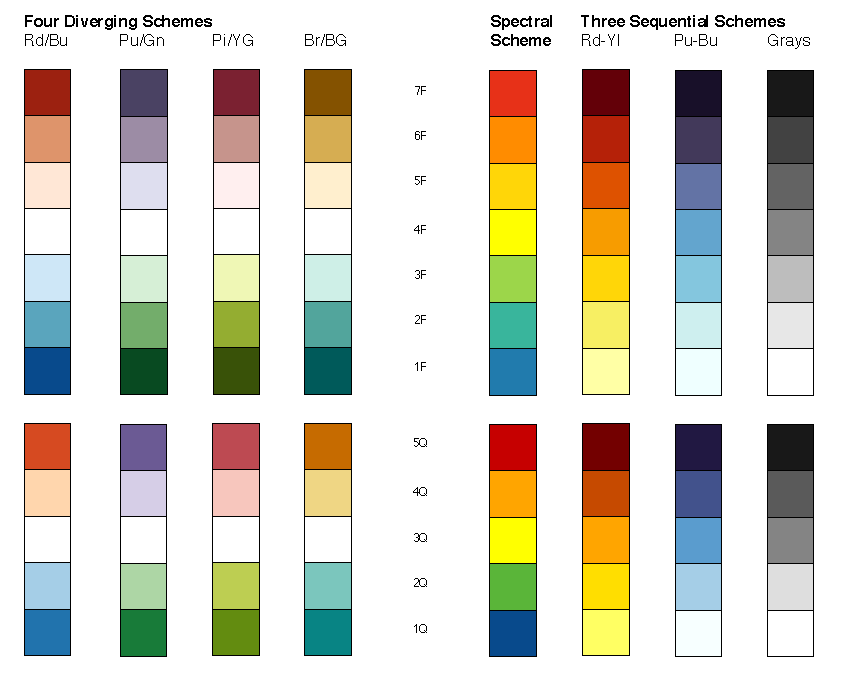 Four Diverging Schemes
Rd/Bu Pu/Gn Pi/YG Br/BG
Spectral
Scheme
Three Sequential Schemes
Rd-Yl Pu-Bu Grays
7F
6F
5F
4F
3F
2F
1F
5Q
4Q
3Q
2Q
1Q